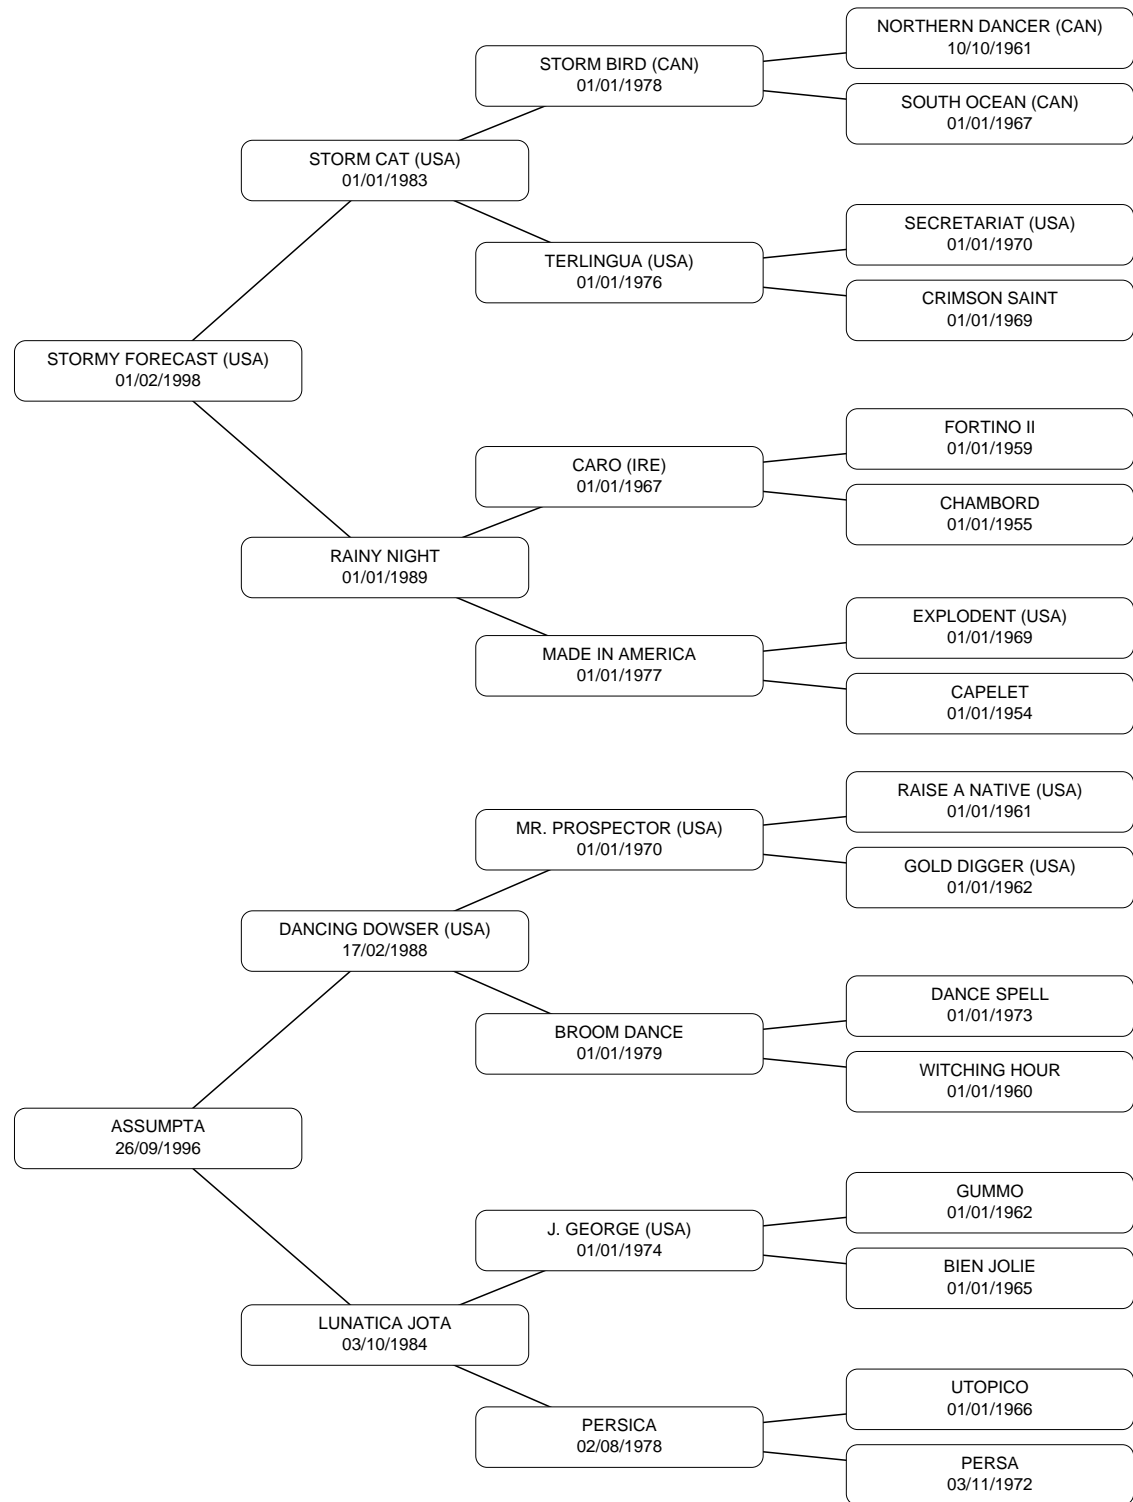 NORTHERN DANCER (CAN)
10/10/1961
STORM BIRD (CAN)
01/01/1978
SOUTH OCEAN (CAN)
01/01/1967
STORM CAT (USA)
01/01/1983
SECRETARIAT (USA)
01/01/1970
TERLINGUA (USA)
01/01/1976
CRIMSON SAINT
01/01/1969
STORMY FORECAST (USA)
01/02/1998
FORTINO II
01/01/1959
CARO (IRE)
01/01/1967
CHAMBORD
01/01/1955
RAINY NIGHT
01/01/1989
EXPLODENT (USA)
01/01/1969
MADE IN AMERICA
01/01/1977
CAPELET
01/01/1954
RAISE A NATIVE (USA)
01/01/1961
MR. PROSPECTOR (USA)
01/01/1970
GOLD DIGGER (USA)
01/01/1962
DANCING DOWSER (USA)
17/02/1988
DANCE SPELL
01/01/1973
BROOM DANCE
01/01/1979
WITCHING HOUR
01/01/1960
ASSUMPTA
26/09/1996
GUMMO
01/01/1962
J. GEORGE (USA)
01/01/1974
BIEN JOLIE
01/01/1965
LUNATICA JOTA
03/10/1984
UTOPICO
01/01/1966
PERSICA
02/08/1978
PERSA
03/11/1972